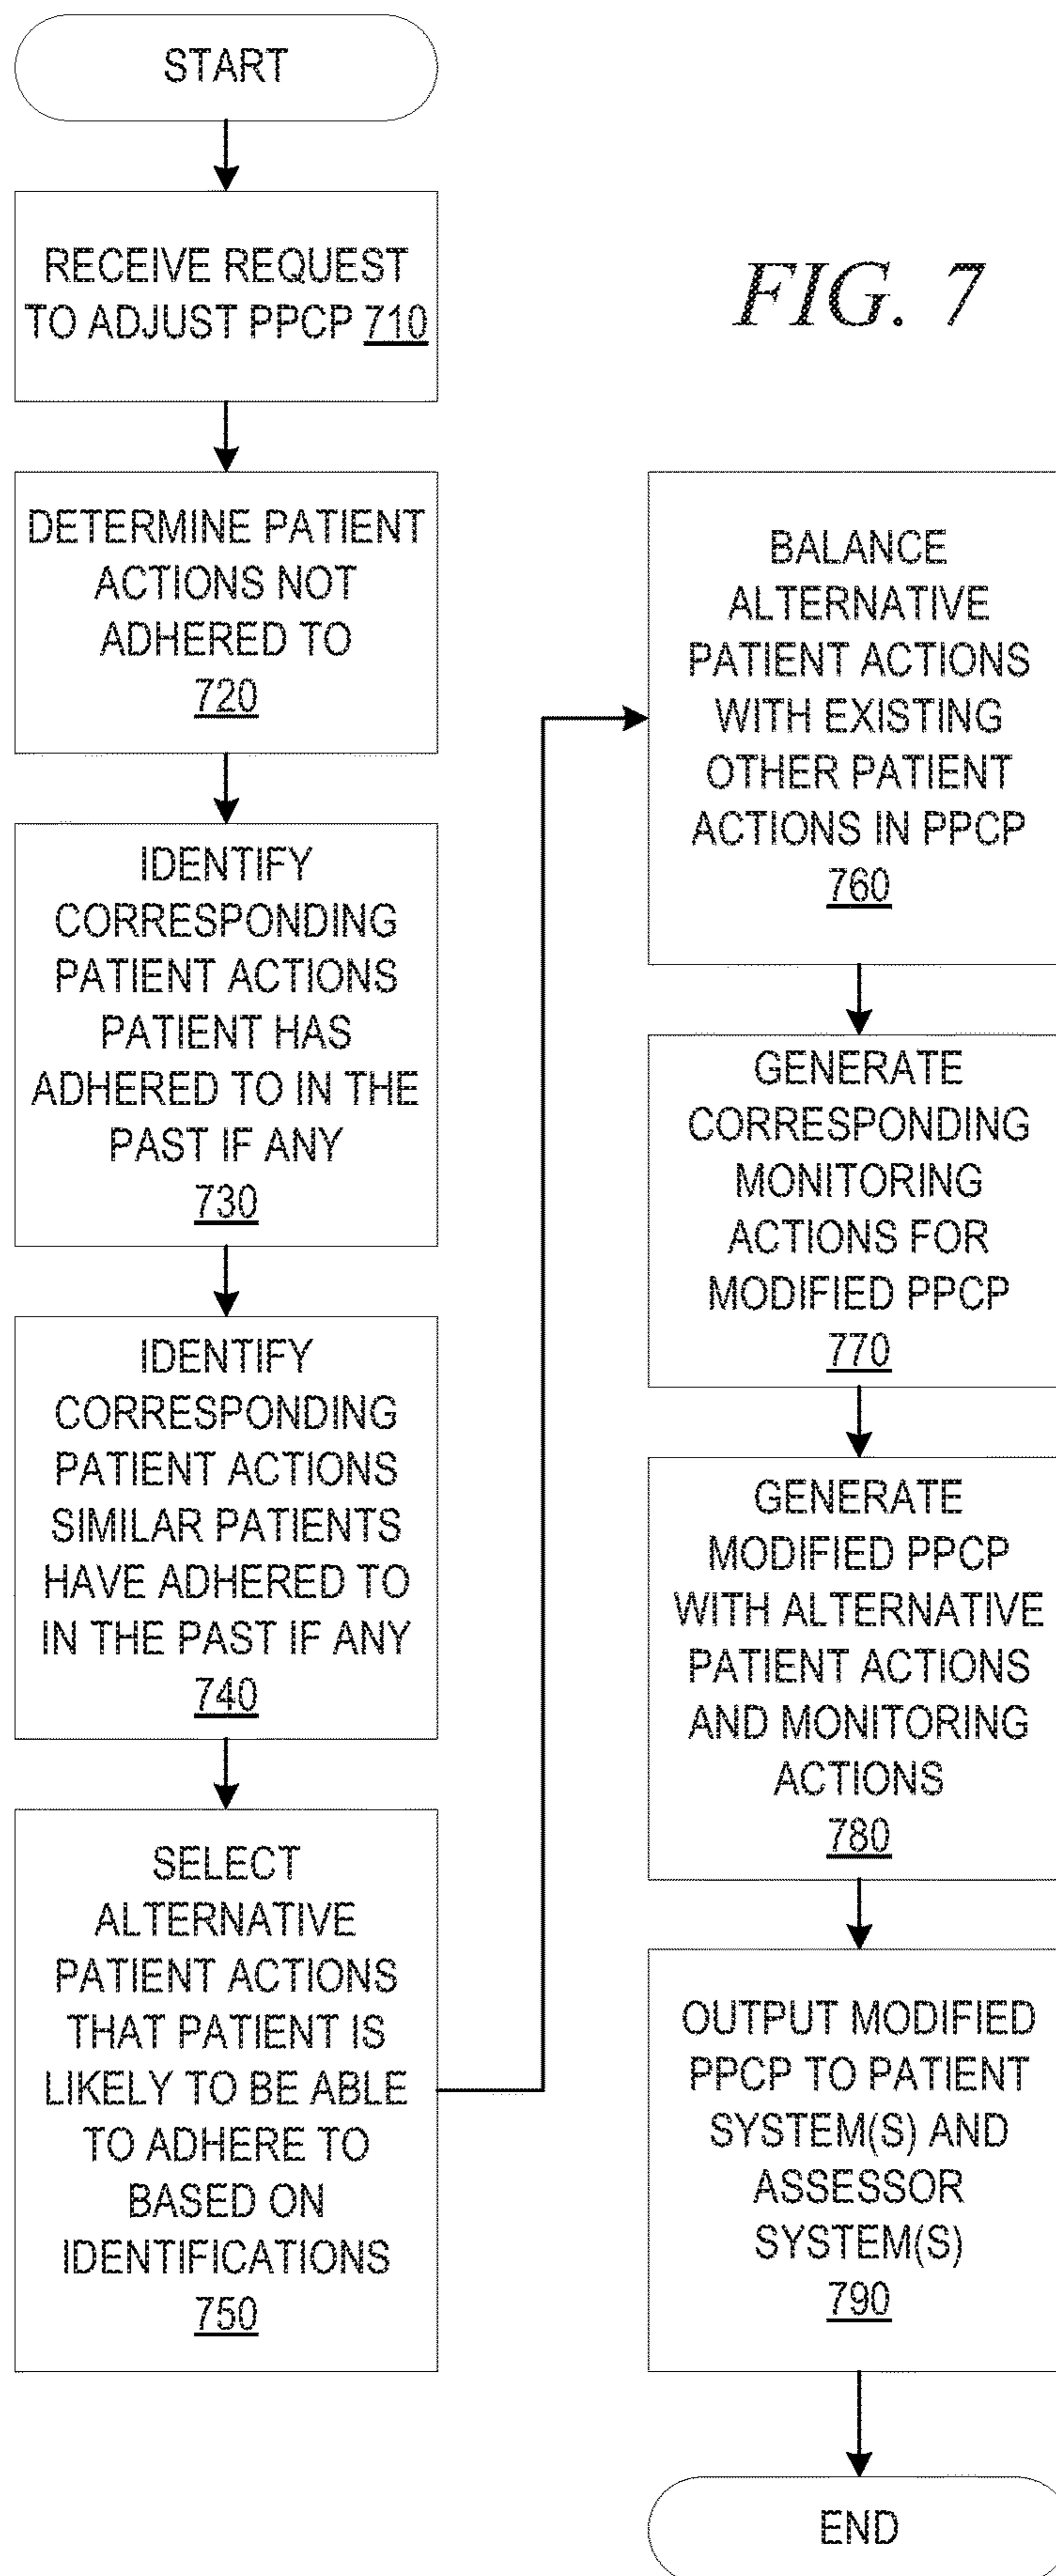 START
RECEIVE REQUEST
TO ADJUST PPCP 710
DETERMINE PATIENT
ACTIONS NOT
ADHERED TO
720
IDENTIFY
CORRESPONDING
PATIENT ACTIONS
PATIENT HAS
ADHERED TO IN THE
PAST IF ANY
730
IDENTIFY
CORRESPONDING
PATIENT ACTIONS
SIMILAR PATIENTS
HAVE ADHERED TO
IN THE PAST IF ANY
740
SELECT
ALTERNATIVE
PATIENT ACTIONS
THAT PATIENT IS
LIKELY TO BE ABLE
TO ADHERE TO
BASED ON
IDENTIFICATIONS
750
FIG. 7
BALANCE
ALTERNATIVE
PATIENT ACTIONS
WITH EXISTING
OTHER PATIENT
ACTIONS IN PPCP
760
GENERATE
CORRESPONDING
MONITORING
ACTIONS FOR
MODIFIED PPCP
770
GENERATE
MODIFIED PPCP
WITH ALTERNATIVE
PATIENT ACTIONS
AND MONITORING
ACTIONS
780
OUTPUT MODIFIED
PPCP TO PATIENT
SYSTEM(S) AND
ASSESSOR
SYSTEM(S)
790
END